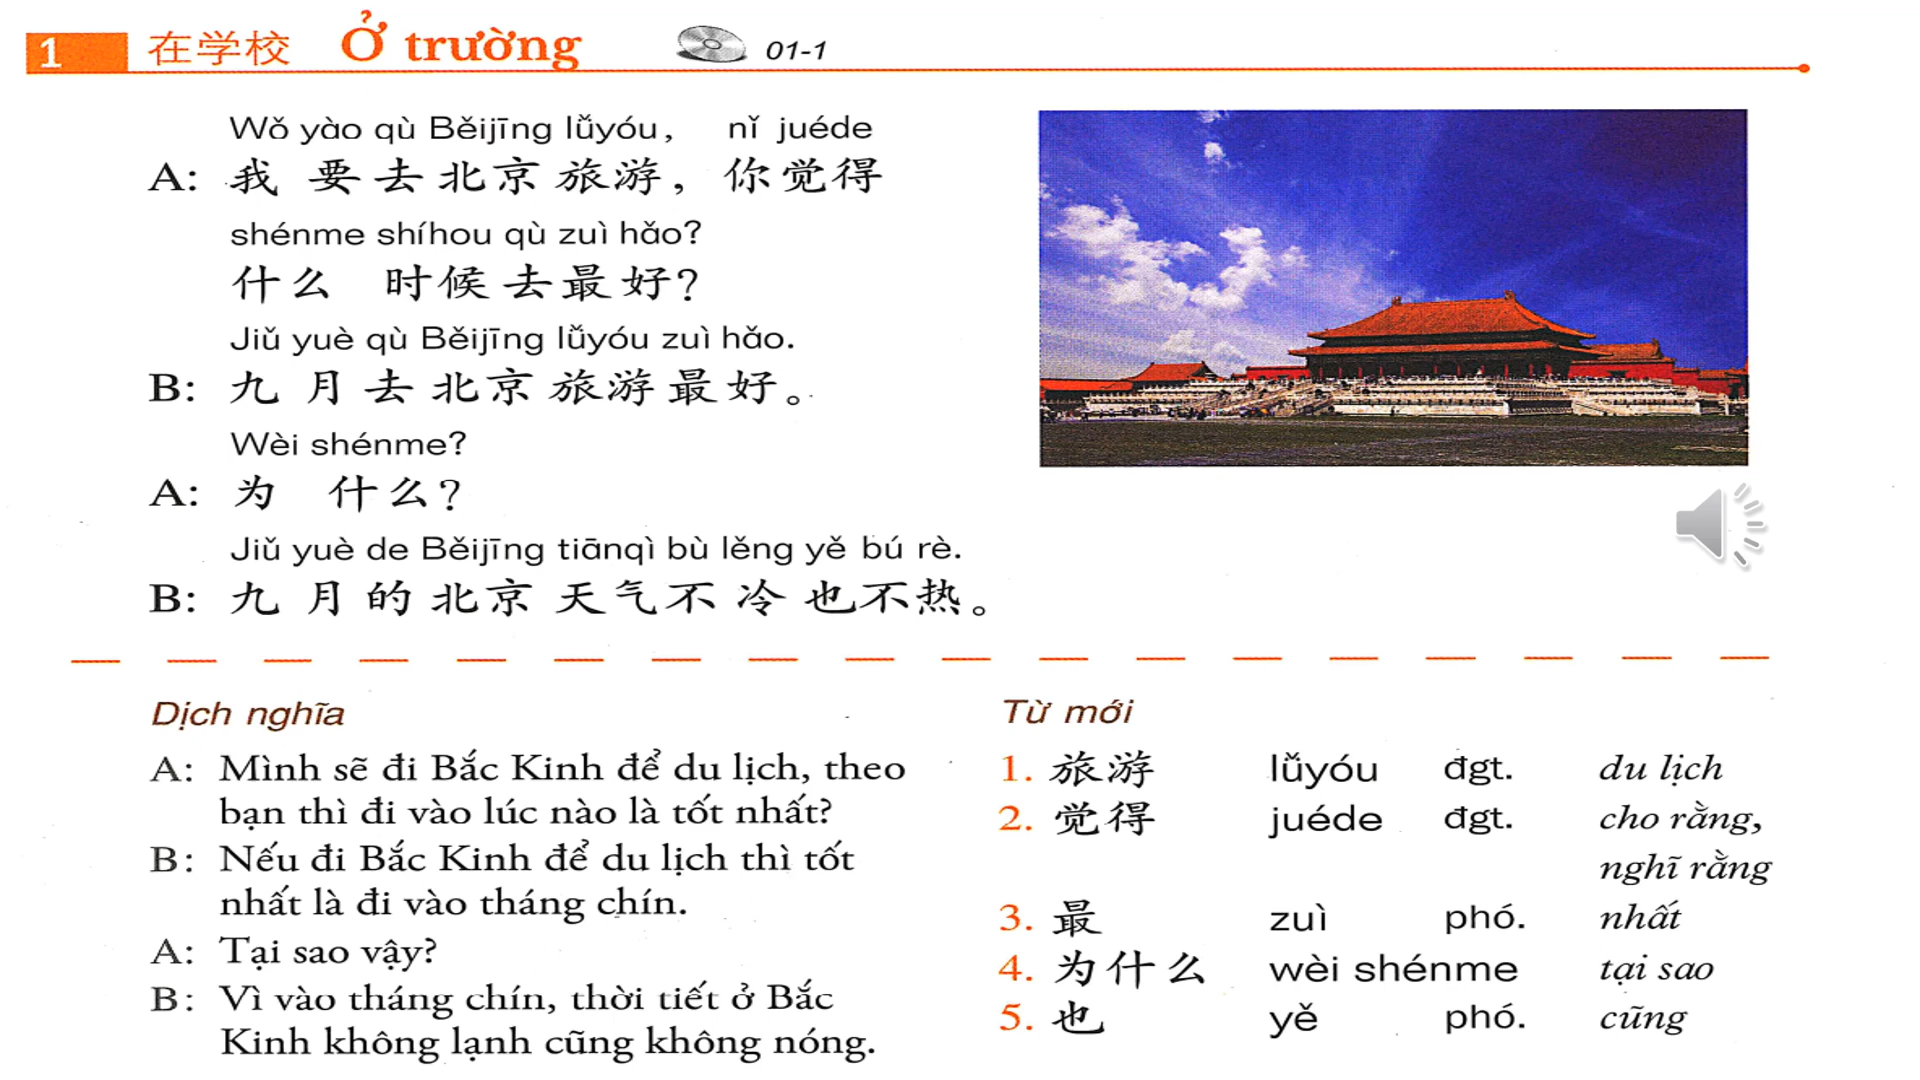 1 在学校 Ở trường 01-1
Wǒ yào qù Běijīng lǚyóu, nǐ juéde
A: 我 要 去 北京 旅游, 你 觉得
shénme shíhou qù zuì hǎo?
什么 时候 去 最 好?
Jiǔ yuè qù Běijīng lǚyóu zuì hǎo.
B: 九 月 去 北京 旅游 最 好。
Wèi shénme?
A: 为 什么?
Jiǔ yuè de Běijīng tiānqì bù lěng yě bú rè.
B: 九 月 的 北京 天气 不 冷 也 不 热。
Dịch nghĩa
A: Mình sẽ đi Bắc Kinh để du lịch, theo
bạn thì đi vào lúc nào là tốt nhất?
B: Nếu đi Bắc Kinh để du lịch thì tốt
nhất là đi vào tháng chín.
A: Tại sao vậy?
B: Vì vào tháng chín, thời tiết ở Bắc
Kinh không lạnh cũng không nóng.
Từ mới
1. 旅游 lǚyóu đgt. du lịch
2. 觉得 juéde đgt. cho rằng,
nghĩ rằng
3. 最 zuì phó. nhất
4. 为什么 wèi shénme tại sao
5. 也 yě phó. cũng